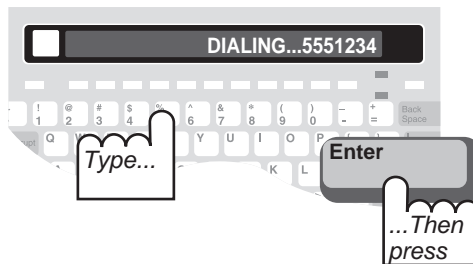 DIALING...5551234
! @ # $ % ^ & * ( ) – +
1 2 3 4 6 7 8 9 0 - = Back Space
Q W Y U I O P
Type...
K L
Enter
...Then
press